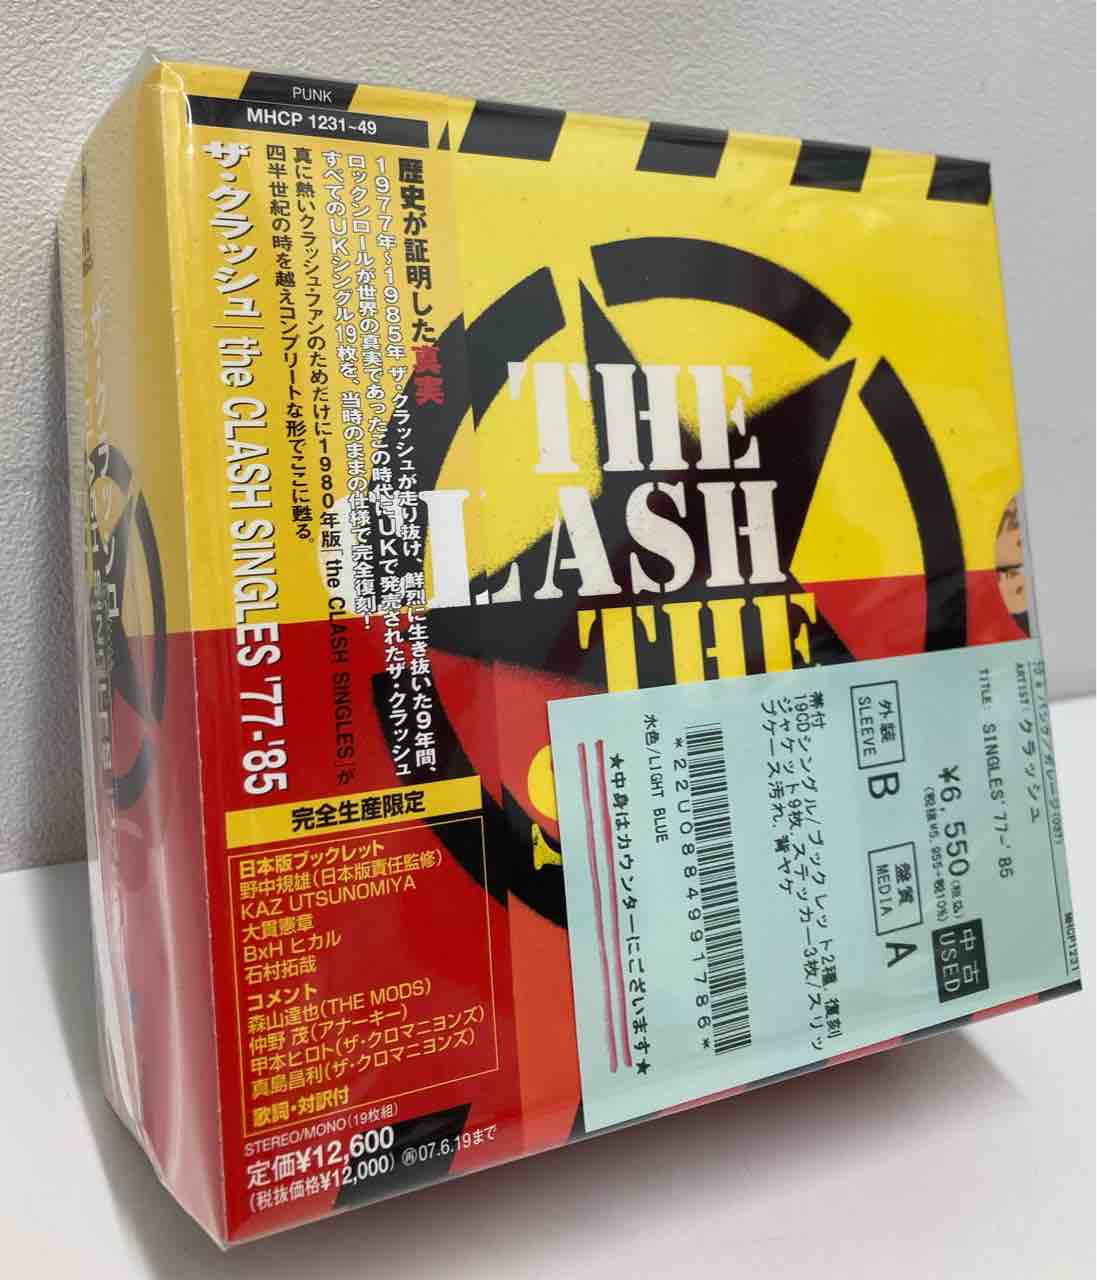 PUNK
MHCP 1231~49
ザ・クラッシュ | the CLASH SINGLES '77-'85
歴史が証明した真実
1977年~1985年 ザ・クラッシュが走り抜け、鮮烈に生き抜いた9年間、
ロックンロールが世界の真実であったこの時代にUKで発売されたザ・クラッシュ
すべてのUKシングル19枚を、当時のままの仕様で完全復刻!
真に熱いクラッシュ・ファンのためだけに1980年版「the CLASH SINGLES」が
四半世紀の時を越えコンプリートな形でここに甦る。
完全生産限定
日本版ブックレット
野中規雄(日本版責任監修)
KAZ UTSUNOMIYA
大貫憲章
BxH ヒカル
石村拓哉
コメント
森山達也(THE MODS)
仲野 茂(アナーキー)
甲本ヒロト(ザ・クロマニヨンズ)
真島昌利(ザ・クロマニヨンズ)
歌詞・対訳付
STEREO/MONO(19枚組)
定価¥12,600
(税抜価格¥12,000) 再07.6.19まで
THE
CLASH
THE
ARTIST: クラッシュ
MHCP1231
TITLE: SINGLES' 77-' 85
¥6,550(税込)
(税抜¥5,955+税10%)
中古
USED
外装
SLEEVE
B
盤質
MEDIA
A
帯付
19CDシングル/ブックレット2種、復刻
ジャケット9枚、ステッカー3枚/スリッ
プケース汚れ、背ヤケ
*22U084991786*
水色/LIGHT BLUE
★中身はカウンターにございます★